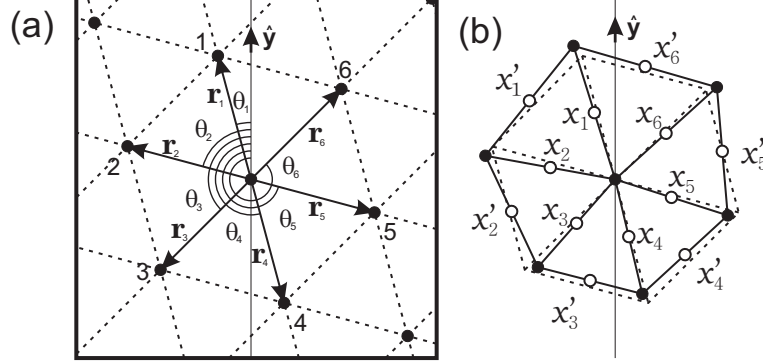 (a)
ŷ
1
6
r₁
θ₁
θ₂
r₆
2
r₂
θ₆
θ₃
r₅
r₃
θ₄
r₄
θ₅
5
3
4
(b)
ŷ
x'₆
x'₁
x₁
x₆
x₂
x'₅
x₅
x'₂
x₃
x₄
x'₄
x'₃